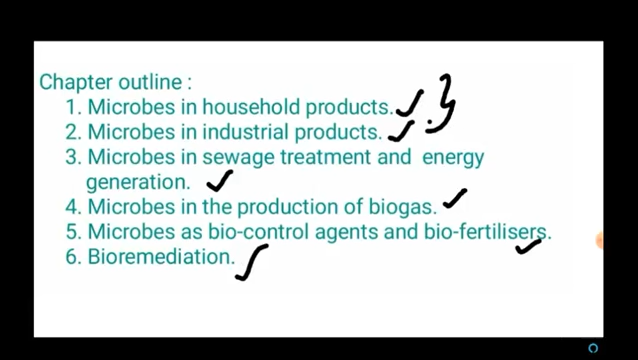 Chapter outline :
1. Microbes in household products.
2. Microbes in industrial products.
3. Microbes in sewage treatment and energy
generation.
4. Microbes in the production of biogas.
5. Microbes as bio-control agents and bio-fertilisers.
6. Bioremediation.